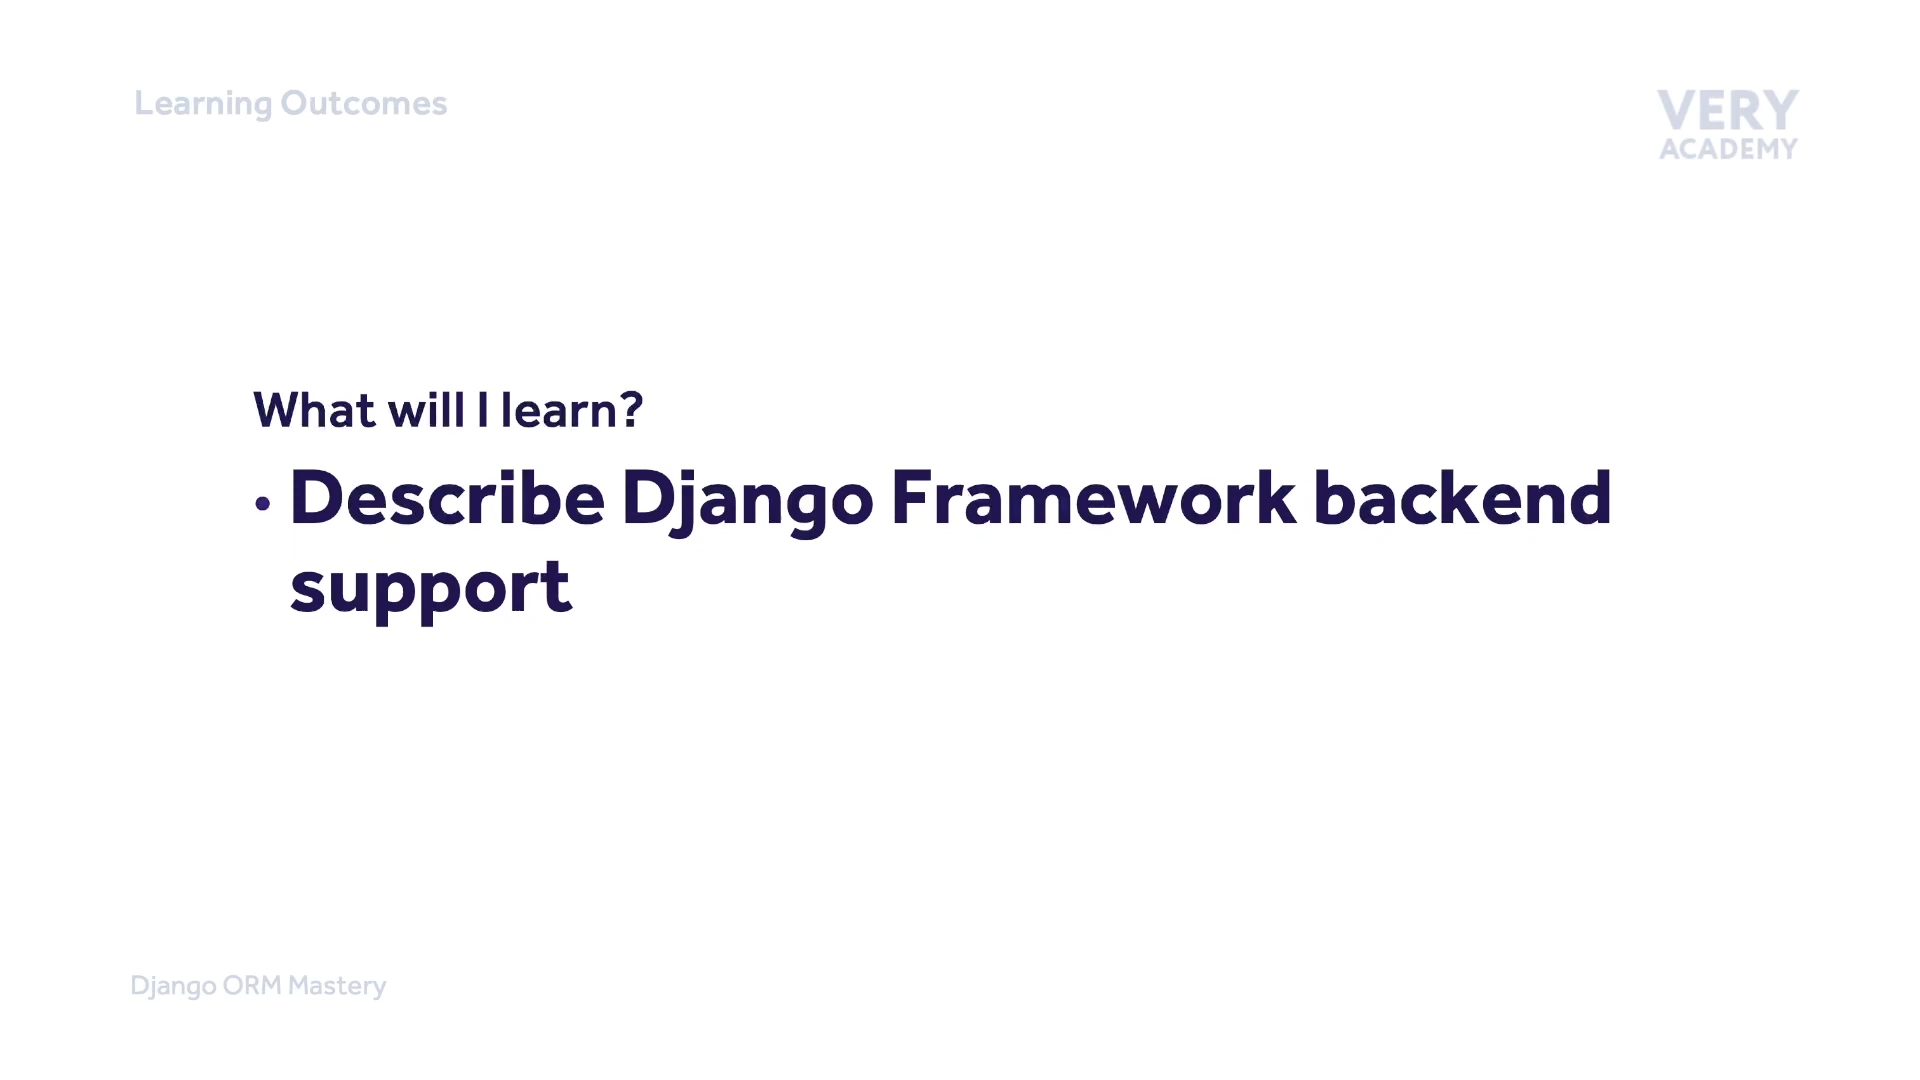 Learning Outcomes
VERY
ACADEMY
What will I learn?
• Describe Django Framework backend
support
Django ORM Mastery